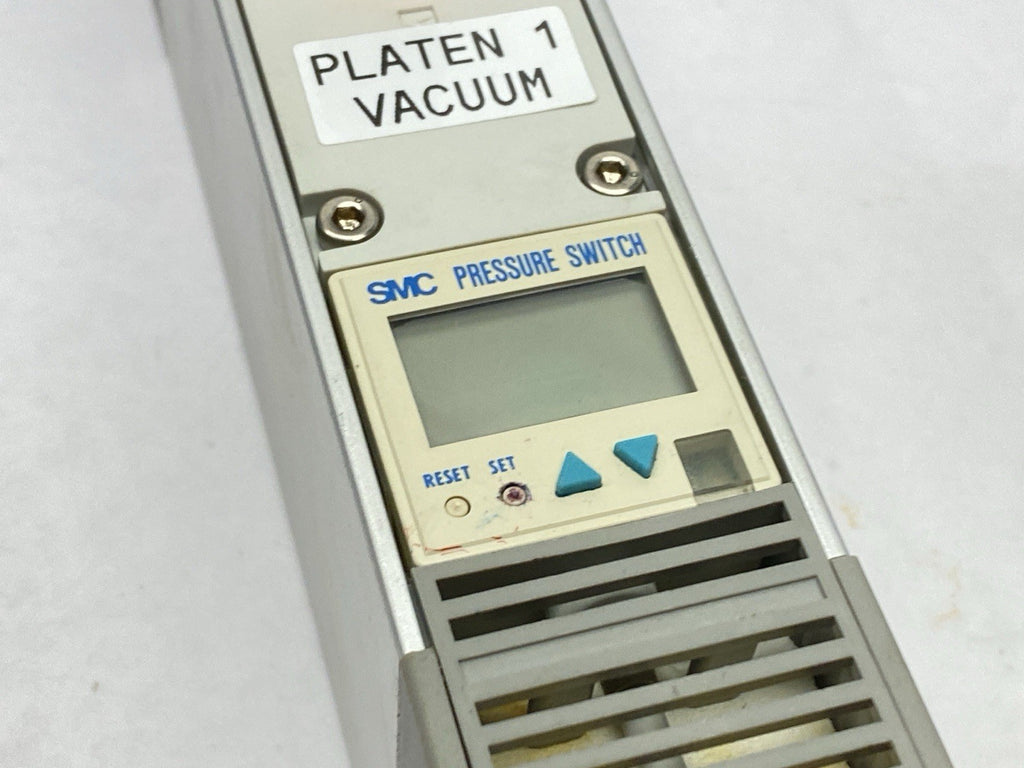 PLATEN 1
VACUUM
SMC PRESSURE SWITCH
RESET SET